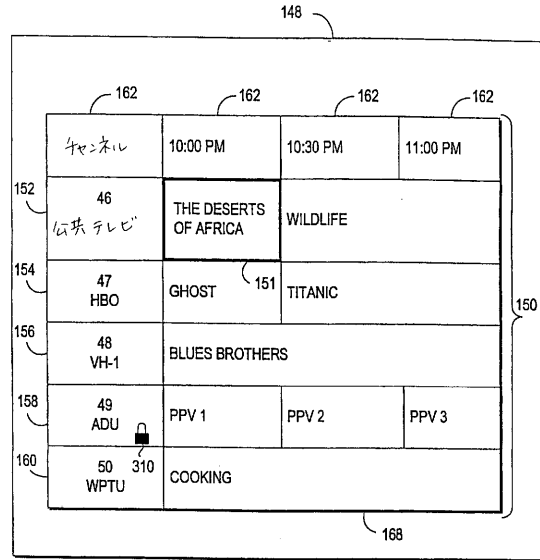 148
162 162 162 162
チャンネル 10:00 PM 10:30 PM 11:00 PM
152 46
公共テレビ
THE DESERTS
OF AFRICA
WILDLIFE
151
154 47
HBO
GHOST TITANIC
150
156 48
VH-1
BLUES BROTHERS
158 49
ADU
PPV 1 PPV 2 PPV 3
160 50 310
WPTU
COOKING
168